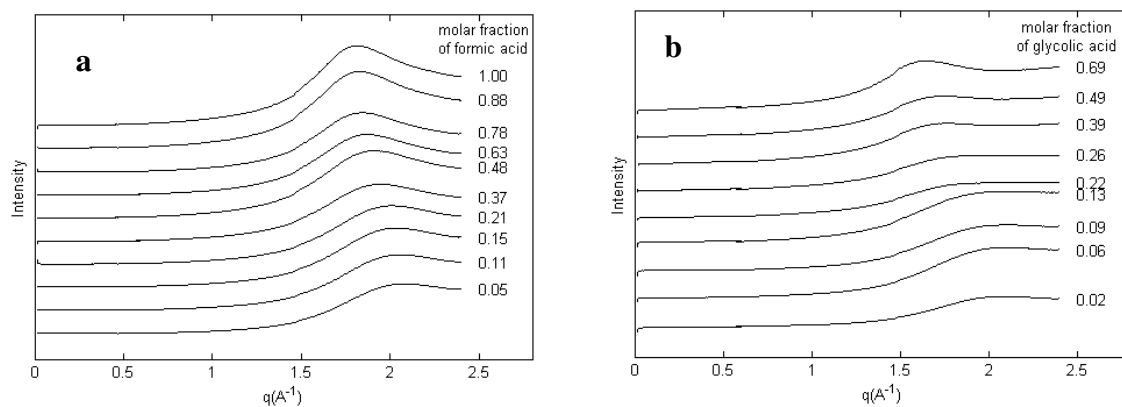 a
molar fraction
of formic acid
1.00
0.88
0.78
0.63
0.48
0.37
0.21
0.15
0.11
0.05
Intensity
0 0.5 1 1.5 2 2.5
q(A-1)
b
molar fraction
of glycolic acid
0.69
0.49
0.39
0.26
0.22
0.13
0.09
0.06
0.02
Intensity
0 0.5 1 1.5 2 2.5
q(A-1)